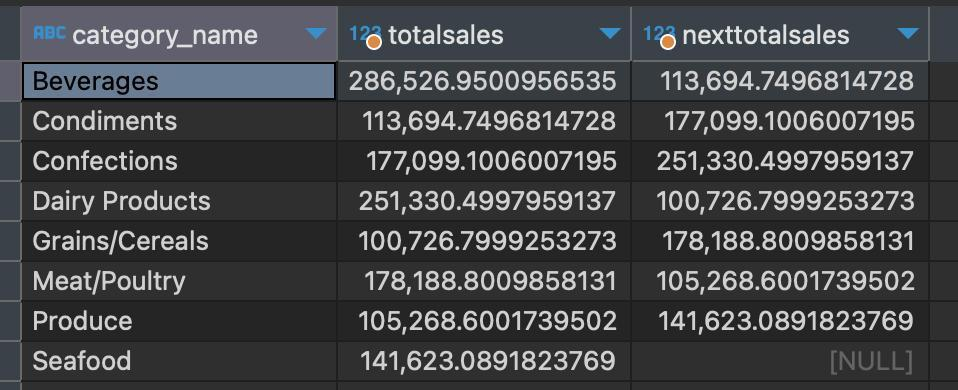 ABC category_name 123 totalsales 123 nexttotalsales
Beverages 286,526.9500956535 113,694.7496814728
Condiments 113,694.7496814728 177,099.1006007195
Confections 177,099.1006007195 251,330.4997959137
Dairy Products 251,330.4997959137 100,726.7999253273
Grains/Cereals 100,726.7999253273 178,188.8009858131
Meat/Poultry 178,188.8009858131 105,268.6001739502
Produce 105,268.6001739502 141,623.0891823769
Seafood 141,623.0891823769 [NULL]